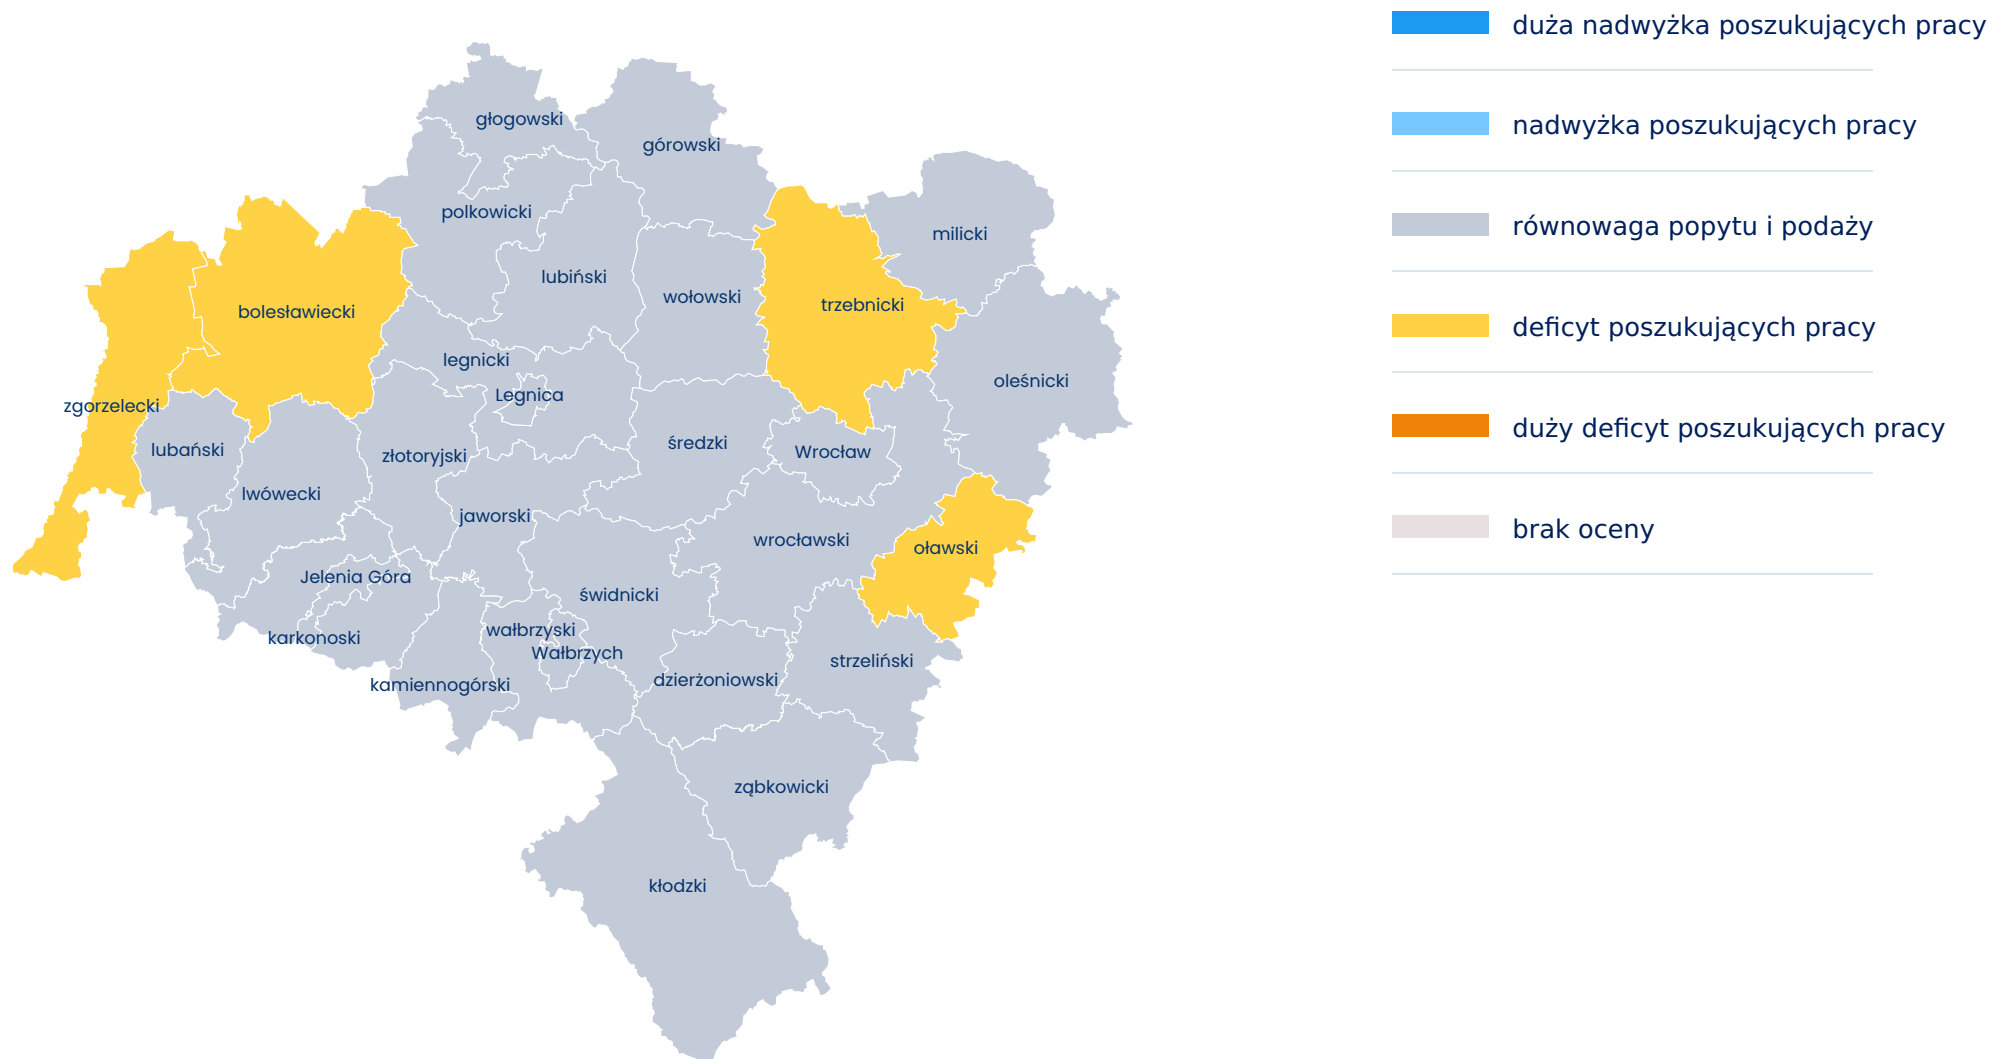 głogowski
górowski
polkowicki
milicki
lubiński
wołowski
trzebnicki
bolesławiecki
legnicki
Legnica
oleśnicki
zgorzelecki
lubański
złotoryjski
średzki
Wrocław
lwówecki
jaworski
wrocławski
oławski
Jelenia Góra
świdnicki
karkonoski
wałbrzyski
Wałbrzych
strzeliński
kamiennogórski
dzierżoniowski
ząbkowicki
kłodzki
duża nadwyżka poszukujących pracy
nadwyżka poszukujących pracy
równowaga popytu i podaży
deficyt poszukujących pracy
duży deficyt poszukujących pracy
brak oceny